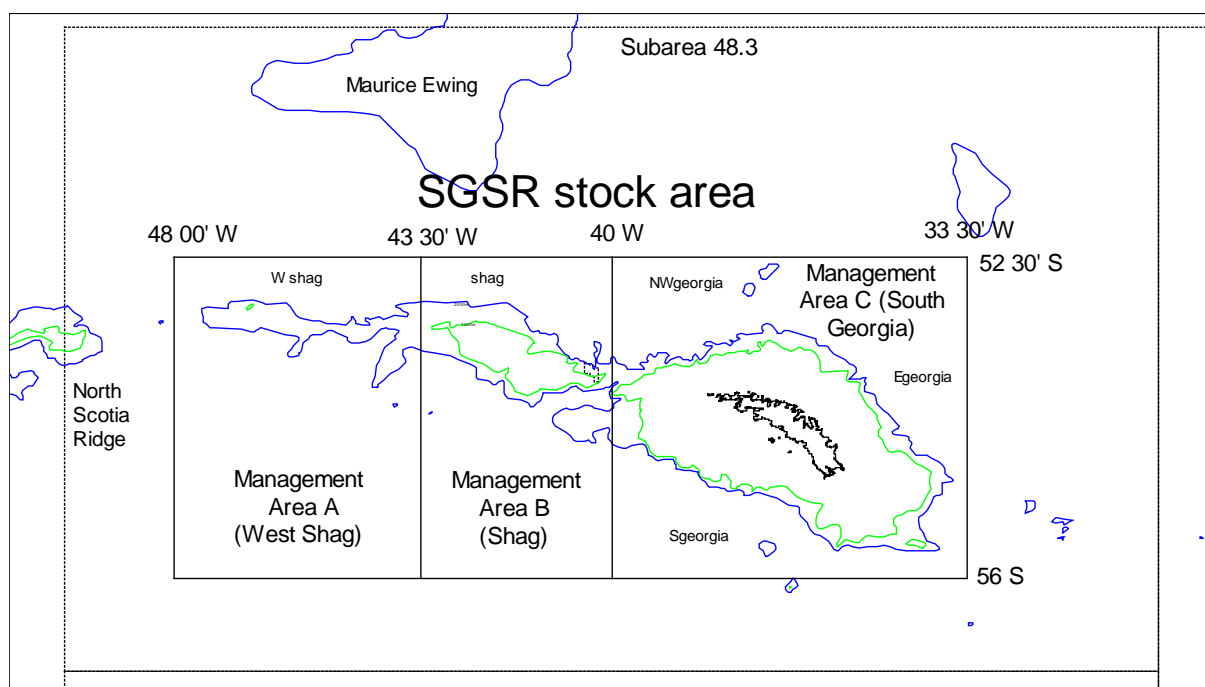 Subarea 48.3
Maurice Ewing
SGSR stock area
48 00' W
43 30' W
40 W
33 30' W
52 30' S
W shag
shag
NWgeorgia
Management
Area C (South
Georgia)
Egeorgia
North
Scotia
Ridge
Management
Area A
(West Shag)
Management
Area B
(Shag)
Sgeorgia
56 S